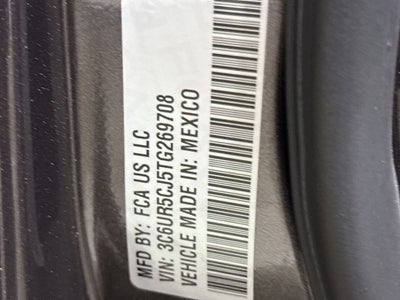 MFD BY: FCA US LLC
VIN: 3C6UR5CJ5TG269708
VEHICLE MADE IN: MEXICO